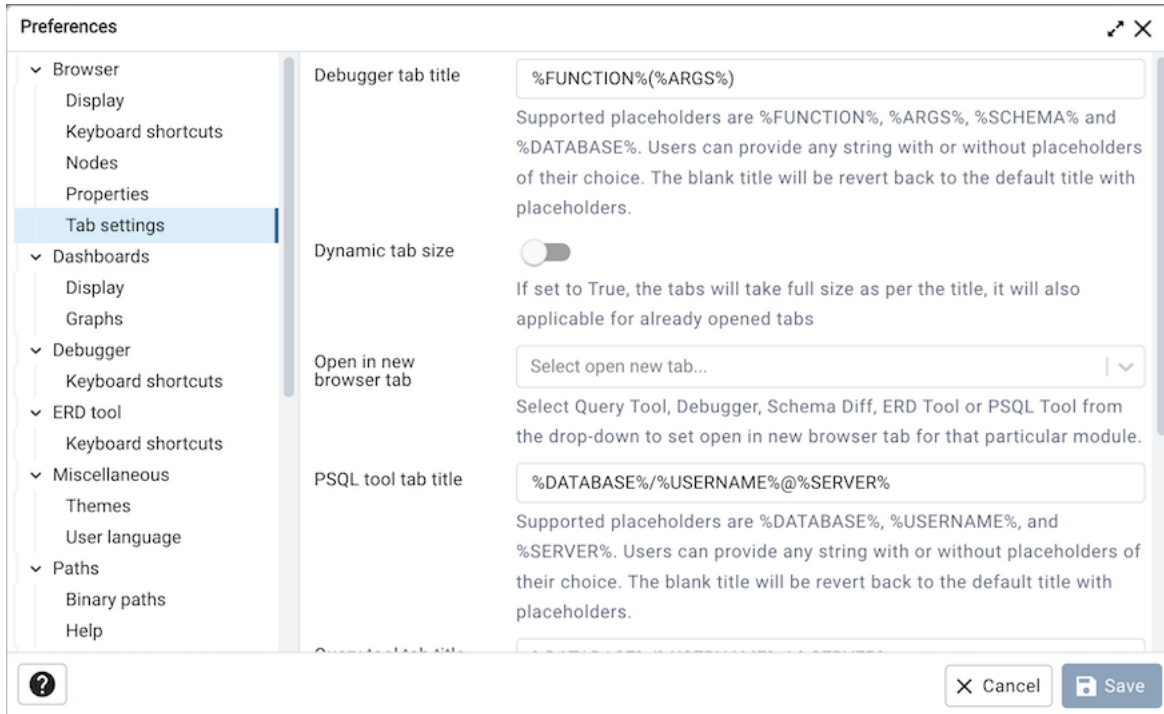 Preferences
Browser
Display
Keyboard shortcuts
Nodes
Properties
Tab settings
Dashboards
Display
Graphs
Debugger
Keyboard shortcuts
ERD tool
Keyboard shortcuts
Miscellaneous
Themes
User language
Paths
Binary paths
Help
Debugger tab title
%FUNCTION%(%ARGS%)
Supported placeholders are %FUNCTION%, %ARGS%, %SCHEMA% and
%DATABASE%. Users can provide any string with or without placeholders
of their choice. The blank title will be revert back to the default title with
placeholders.
Dynamic tab size
If set to True, the tabs will take full size as per the title, it will also
applicable for already opened tabs
Open in new
browser tab
Select open new tab...
Select Query Tool, Debugger, Schema Diff, ERD Tool or PSQL Tool from
the drop-down to set open in new browser tab for that particular module.
PSQL tool tab title
%DATABASE%/%USERNAME%@%SERVER%
Supported placeholders are %DATABASE%, %USERNAME%, and
%SERVER%. Users can provide any string with or without placeholders of
their choice. The blank title will be revert back to the default title with
placeholders.
Query tool tab title
?
Cancel
Save